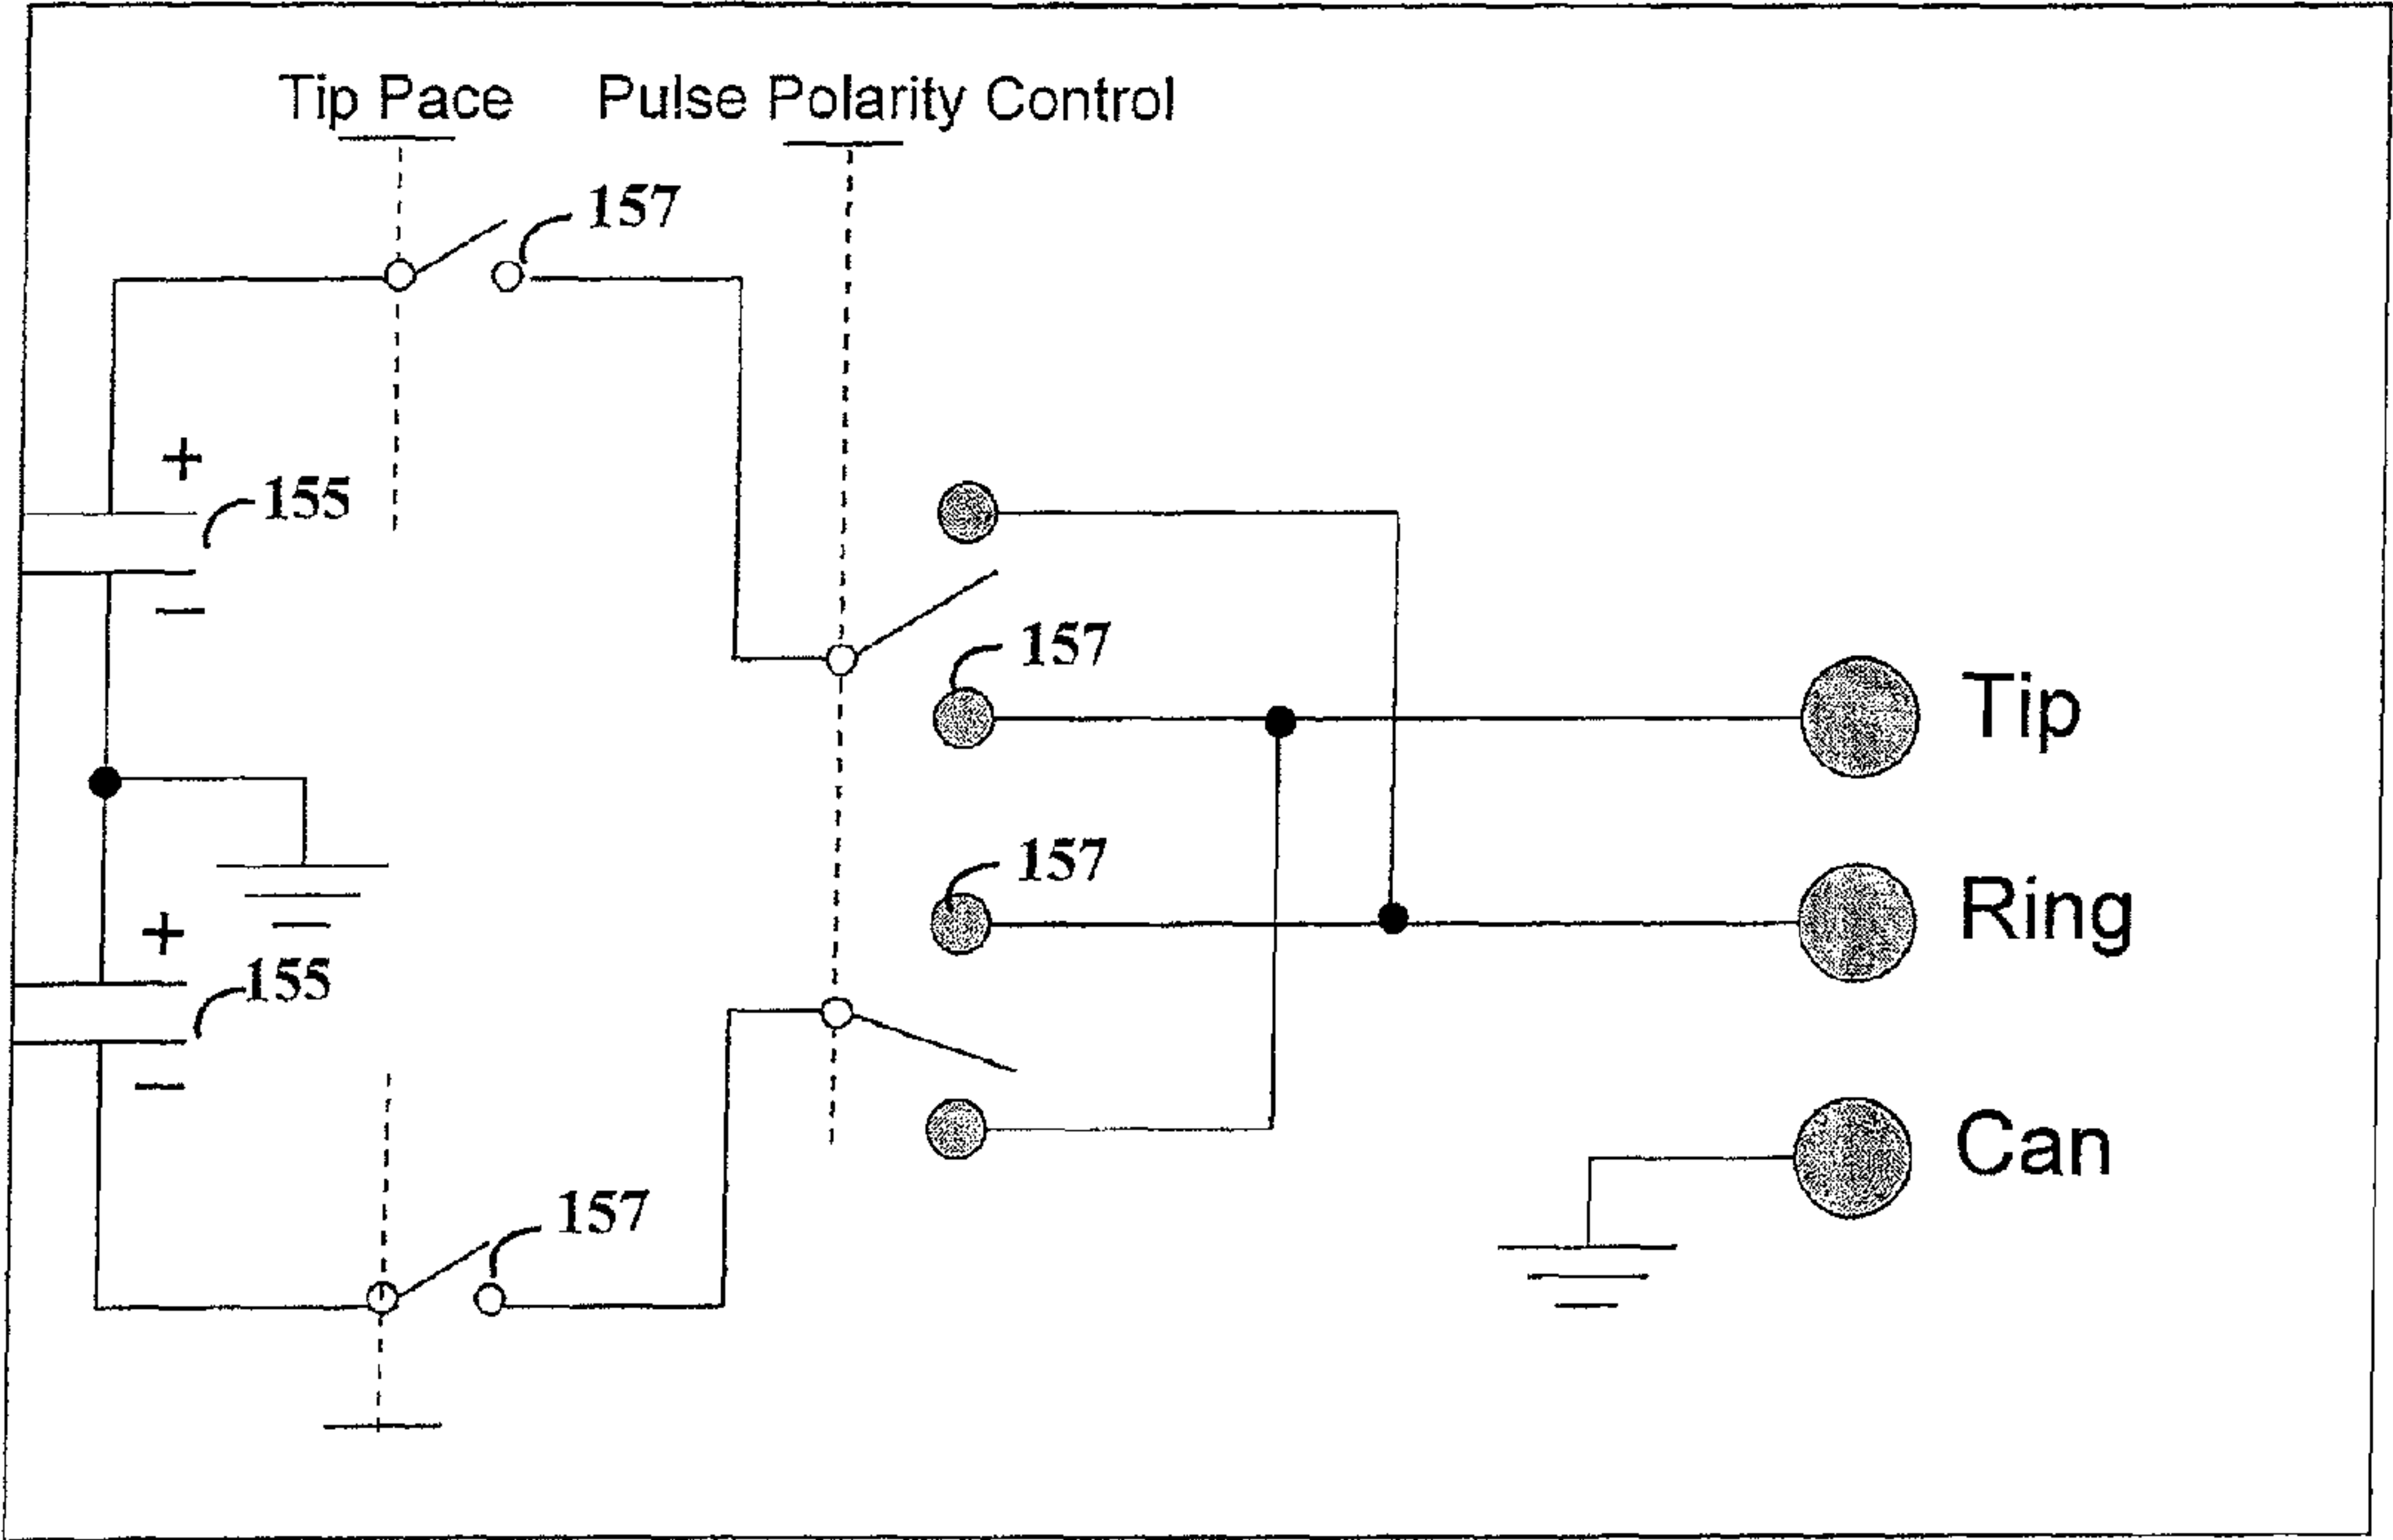 Tip Pace
Pulse Polarity Control
157
+
155
−
157
Tip
157
Ring
+
155
−
Can
157